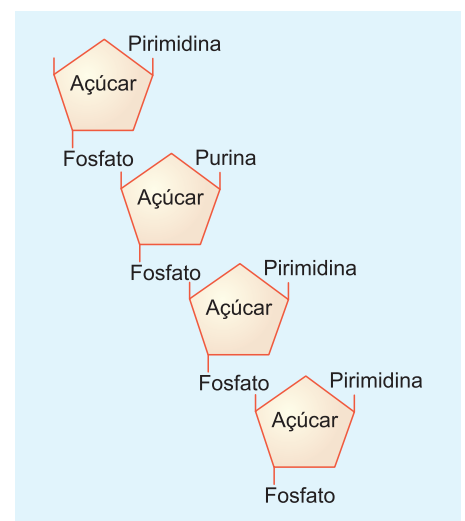 Pirimidina
Açúcar
Fosfato
Purina
Açúcar
Fosfato
Pirimidina
Açúcar
Fosfato
Pirimidina
Açúcar
Fosfato